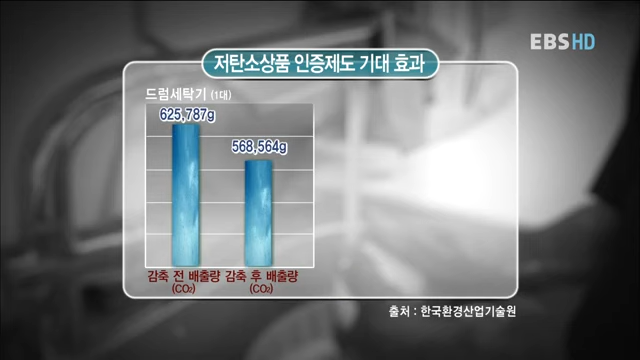 EBS HD
저탄소상품 인증제도 기대 효과
드럼세탁기 (1대)
625,787g
568,564g
감축 전 배출량
(CO₂)
감축 후 배출량
(CO₂)
출처 : 한국환경산업기술원